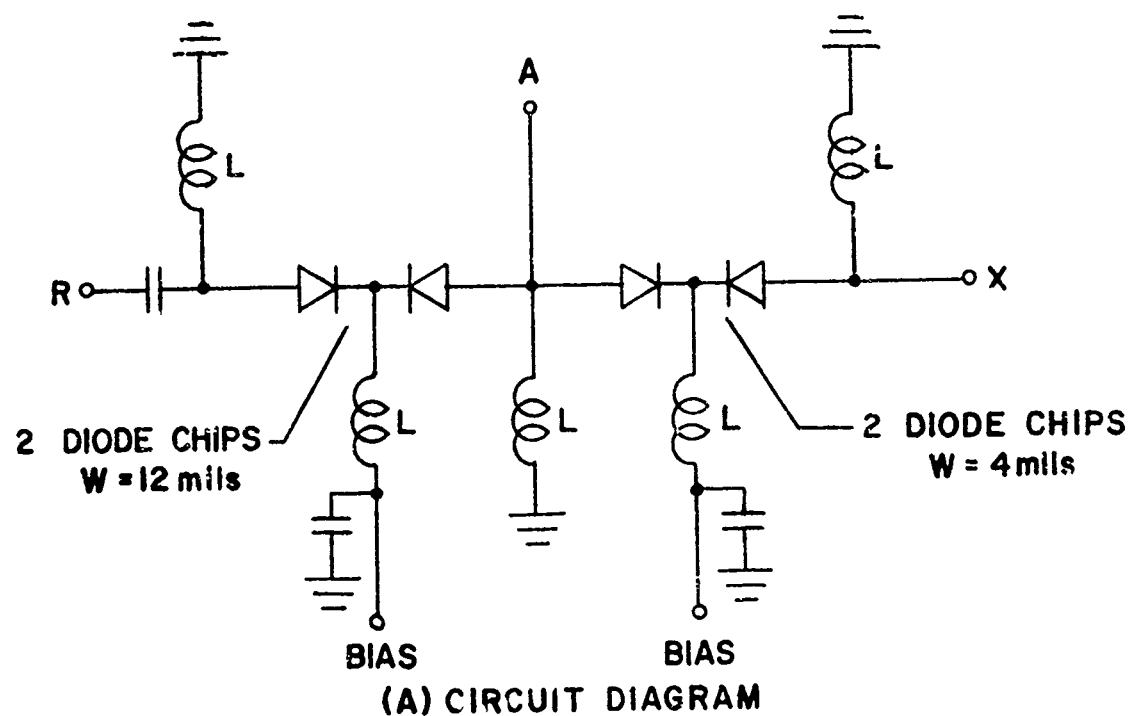 A
L
L
R
X
2 DIODE CHIPS
W = 12 mils
L
L
L
2 DIODE CHIPS
W = 4 mils
BIAS
BIAS
(A) CIRCUIT DIAGRAM